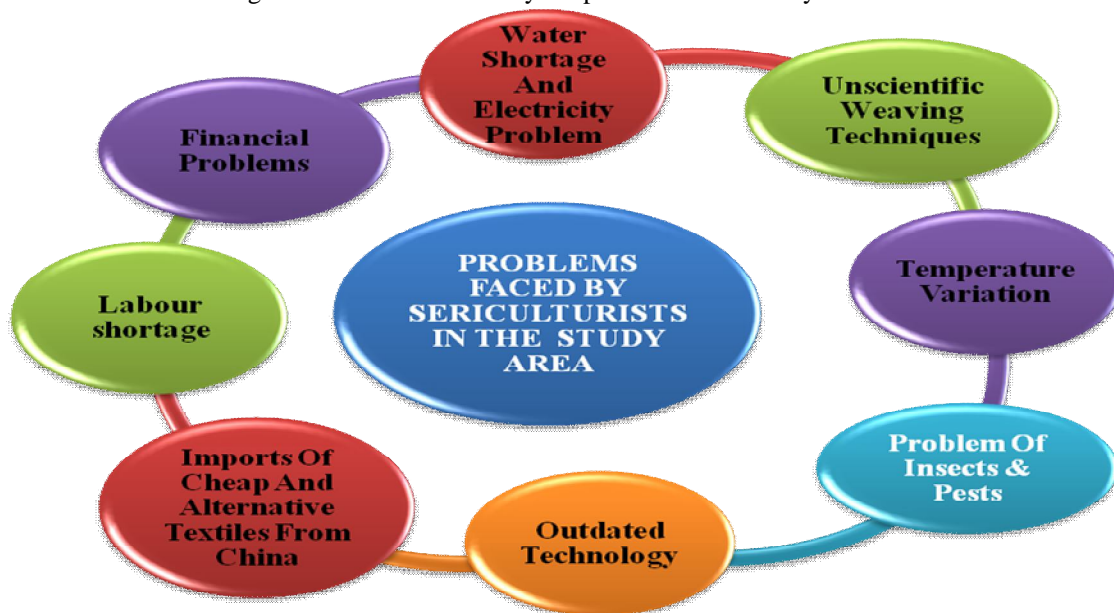 Water
Shortage
And
Electricity
Problem
Unscientific
Weaving
Techniques
Temperature
Variation
Problem Of
Insects &
Pests
Outdated
Technology
Imports Of
Cheap And
Alternative
Textiles From
China
Labour
shortage
Financial
Problems
PROBLEMS
FACED BY
SERICULTURISTS
IN THE STUDY
AREA